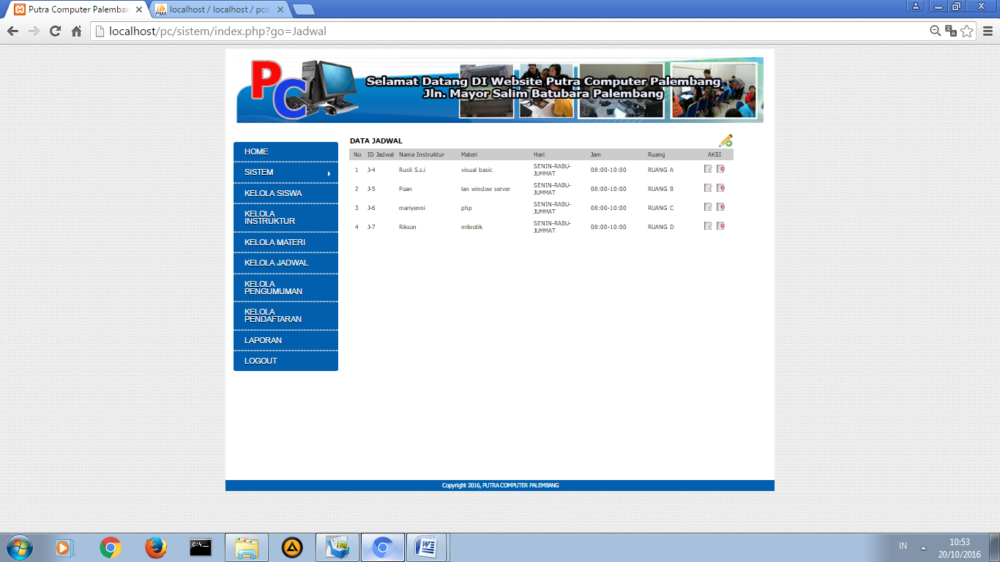 Putra Computer Palembar
localhost / localhost / pcd
localhost/pc/sistem/index.php?go=Jadwal
PC
Selamat Datang DI Website Putra Computer Palembang
Jln. Mayor Salim Batubara Palembang
HOME
SISTEM
KELOLA SISWA
KELOLA
INSTRUKTUR
KELOLA MATERI
KELOLA JADWAL
KELOLA
PENGUMUMAN
KELOLA
PENDAFTARAN
LAPORAN
LOGOUT
DATA JADWAL
No ID Jadwal Nama Instruktur Materi Hari Jam Ruang AKSI
1 J-4 Rusli S.s.i visual basic SENIN-RABU-JUMMAT 08:00-10:00 RUANG A
2 J-5 Poan lan window server SENIN-RABU-JUMMAT 08:00-10:00 RUANG B
3 J-6 mariyenni php SENIN-RABU-JUMMAT 08:00-10:00 RUANG C
4 J-7 Rikson mikrotik SENIN-RABU-JUMMAT 08:00-10:00 RUANG D
Copyright 2016, PUTRA COMPUTER PALEMBANG
IN
10:53
20/10/2016